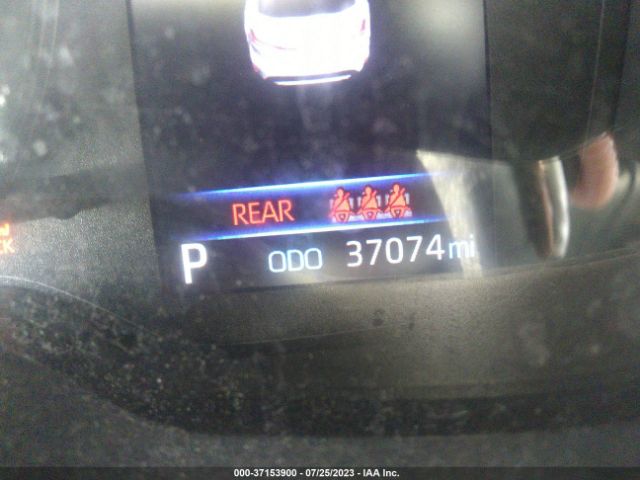 REAR
P ODO 37074 mi
000-37153900 - 07/25/2023 - IAA Inc.